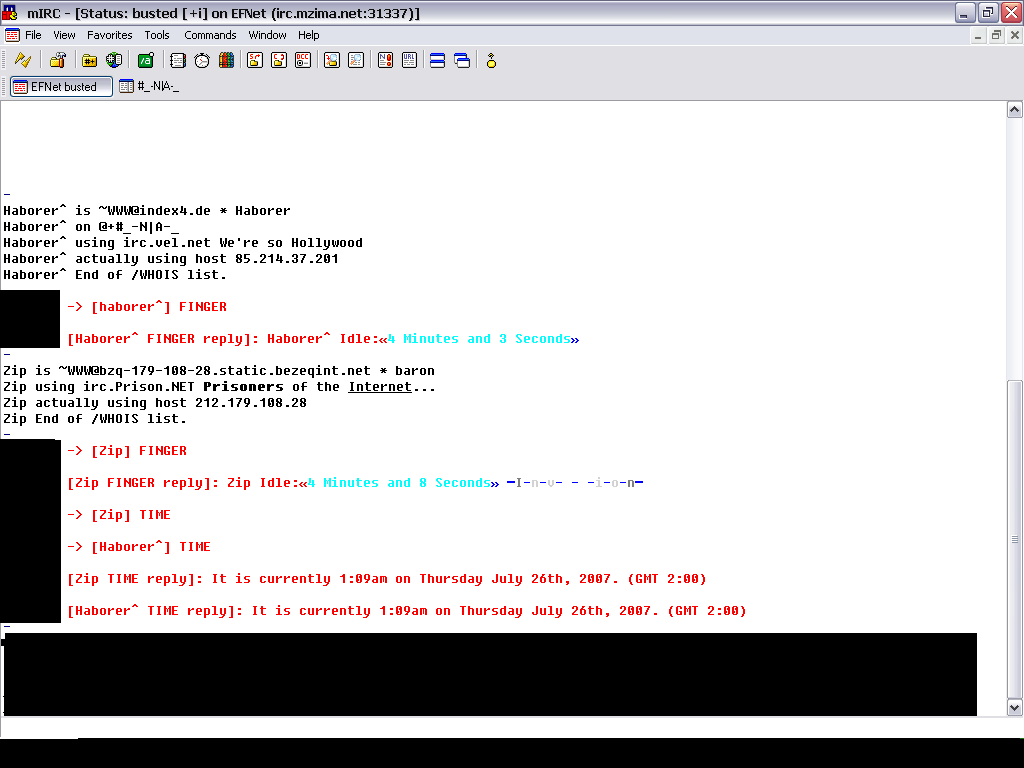 mIRC - [Status: busted [+i] on EFNet (irc.mzima.net:31337)]
File View Favorites Tools Commands Window Help
EFNet busted #_-N|A-_
-
Haborer^ is ~WWW@index4.de * Haborer
Haborer^ on @+#_-N|A-_
Haborer^ using irc.vel.net We're so Hollywood
Haborer^ actually using host 85.214.37.201
Haborer^ End of /WHOIS list.
-> [haborer^] FINGER
[Haborer^ FINGER reply]: Haborer^ Idle:«4 Minutes and 3 Seconds»
-
Zip is ~WWW@bzq-179-108-28.static.bezeqint.net * baron
Zip using irc.Prison.NET Prisoners of the Internet...
Zip actually using host 212.179.108.28
Zip End of /WHOIS list.
-
-> [Zip] FINGER
[Zip FINGER reply]: Zip Idle:«4 Minutes and 8 Seconds» -I-n-v- - -i-o-n-
-> [Zip] TIME
-> [Haborer^] TIME
[Zip TIME reply]: It is currently 1:09am on Thursday July 26th, 2007. (GMT 2:00)
[Haborer^ TIME reply]: It is currently 1:09am on Thursday July 26th, 2007. (GMT 2:00)
-